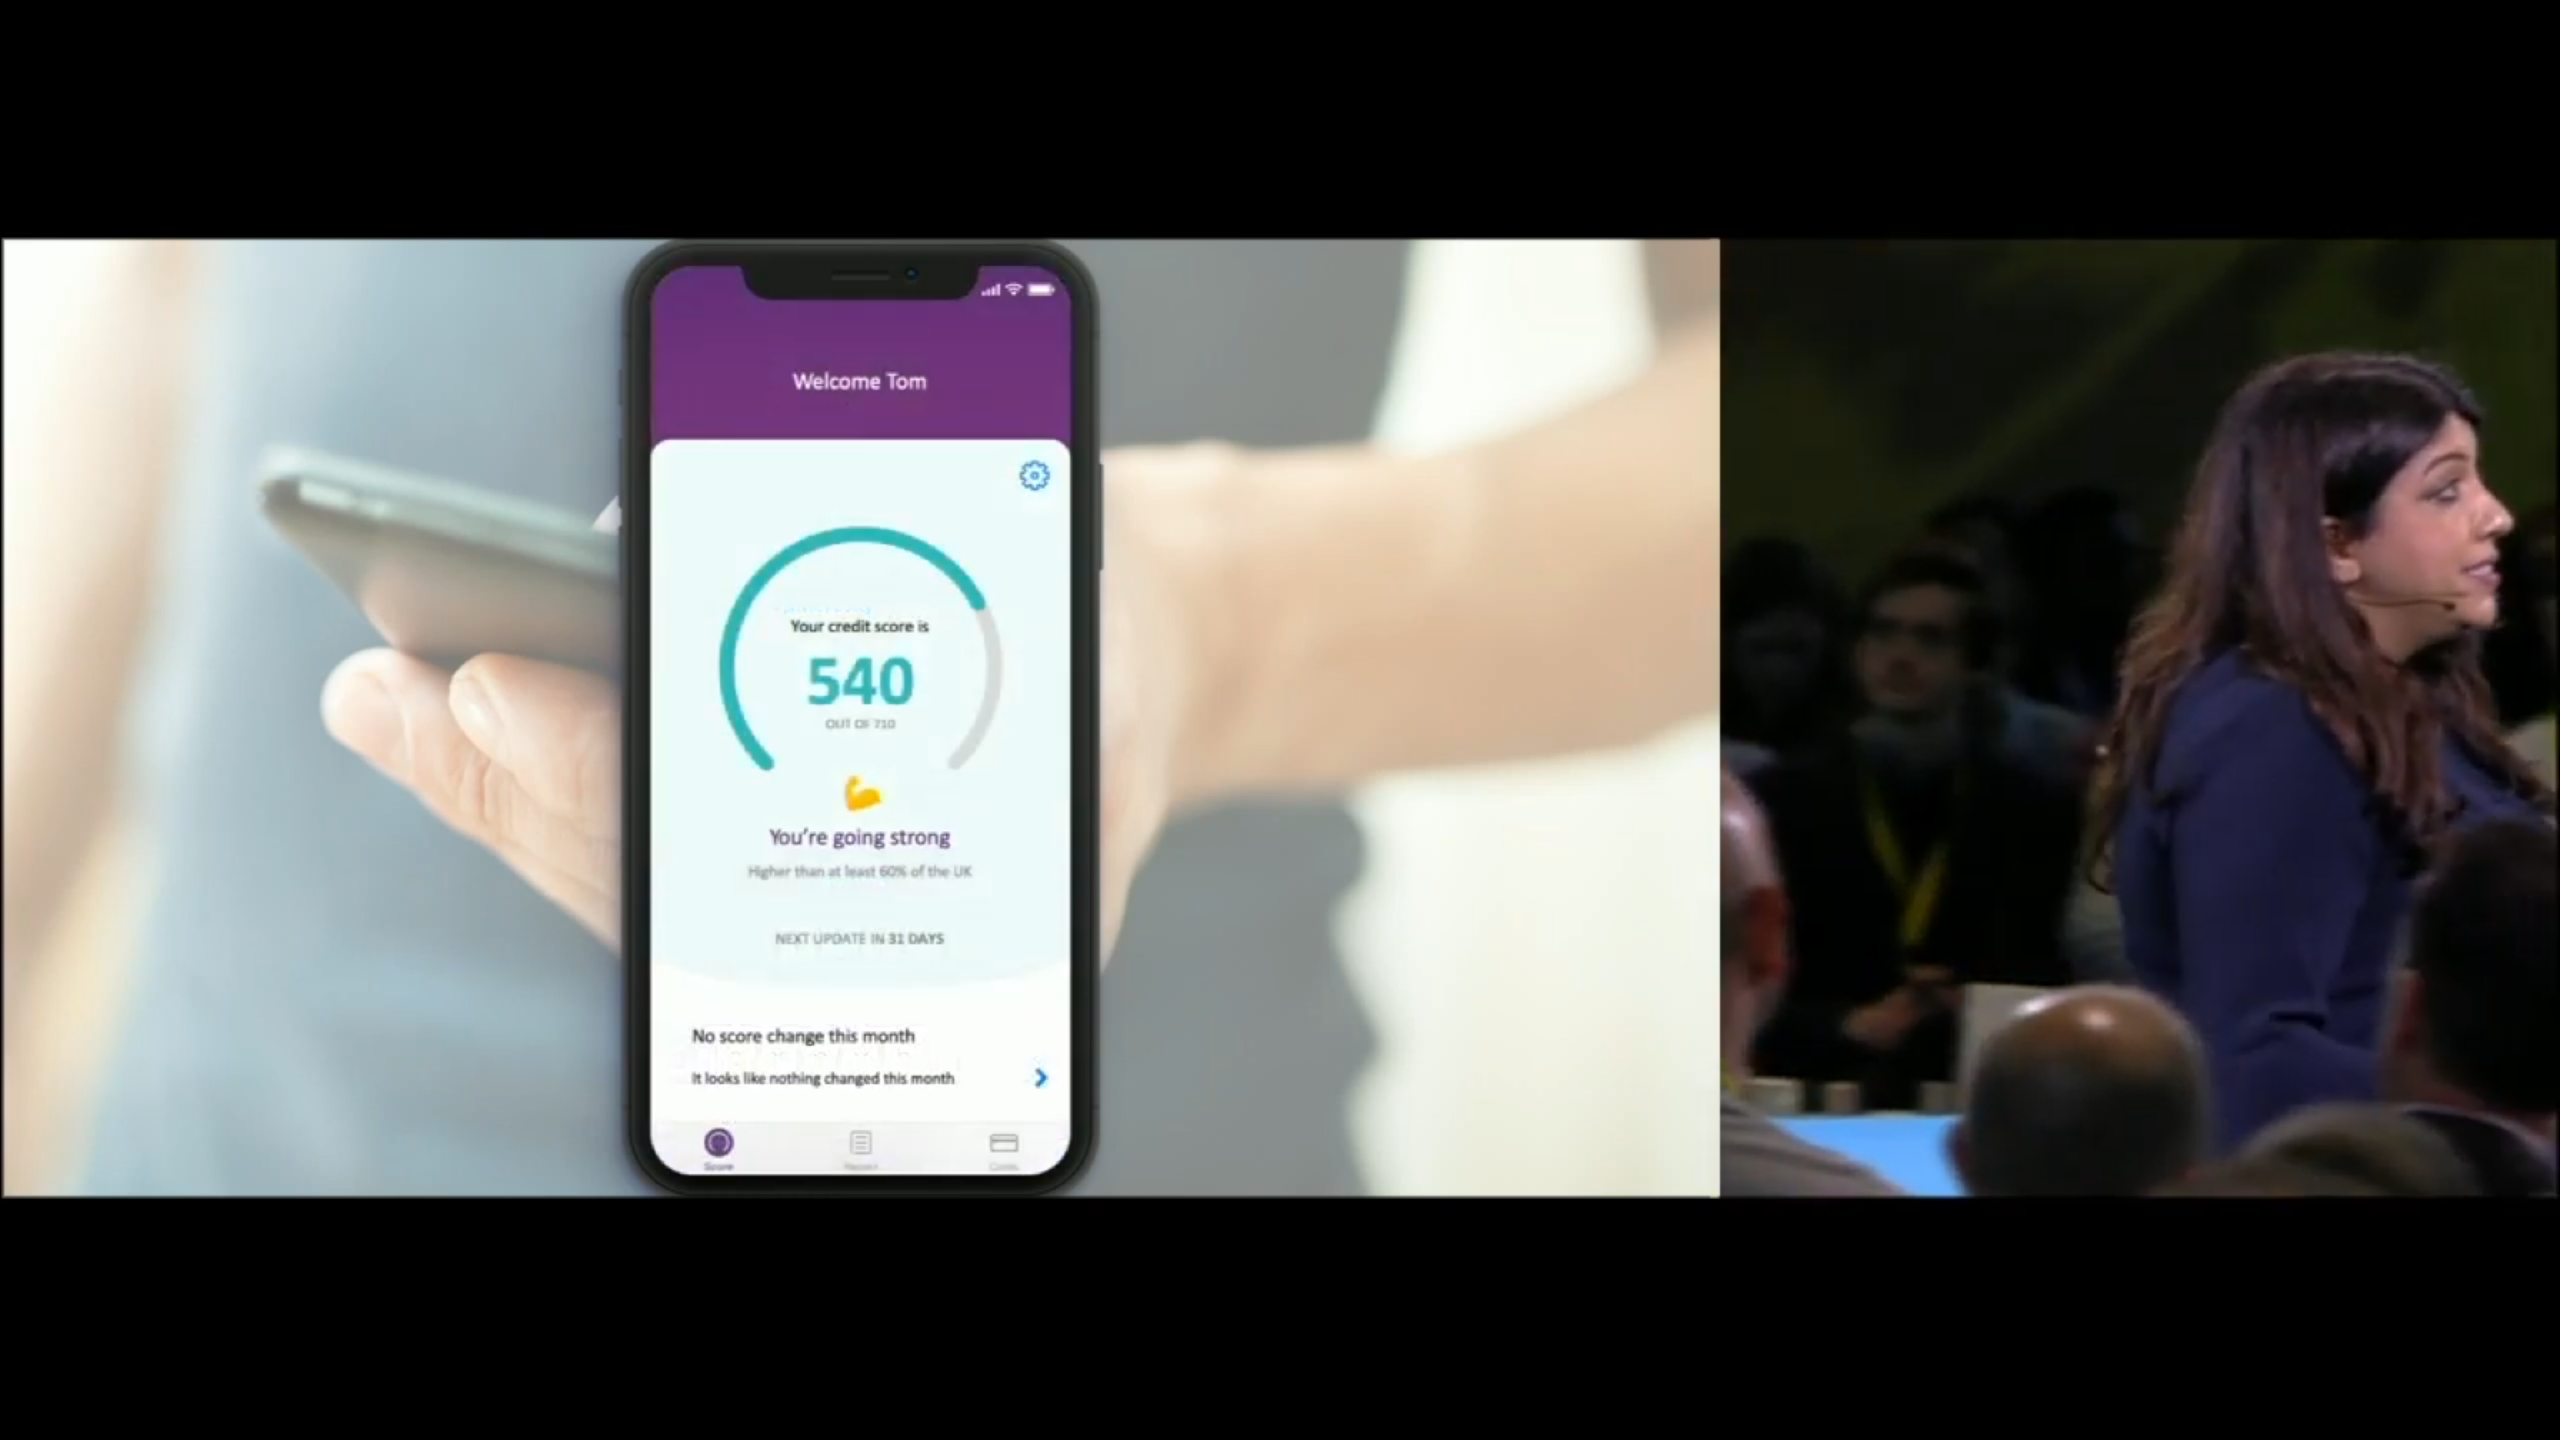 Welcome Tom
Your credit score is
540
OUT OF 710
You're going strong
Higher than at least 60% of the UK
NEXT UPDATE IN 31 DAYS
No score change this month
It looks like nothing changed this month
Score